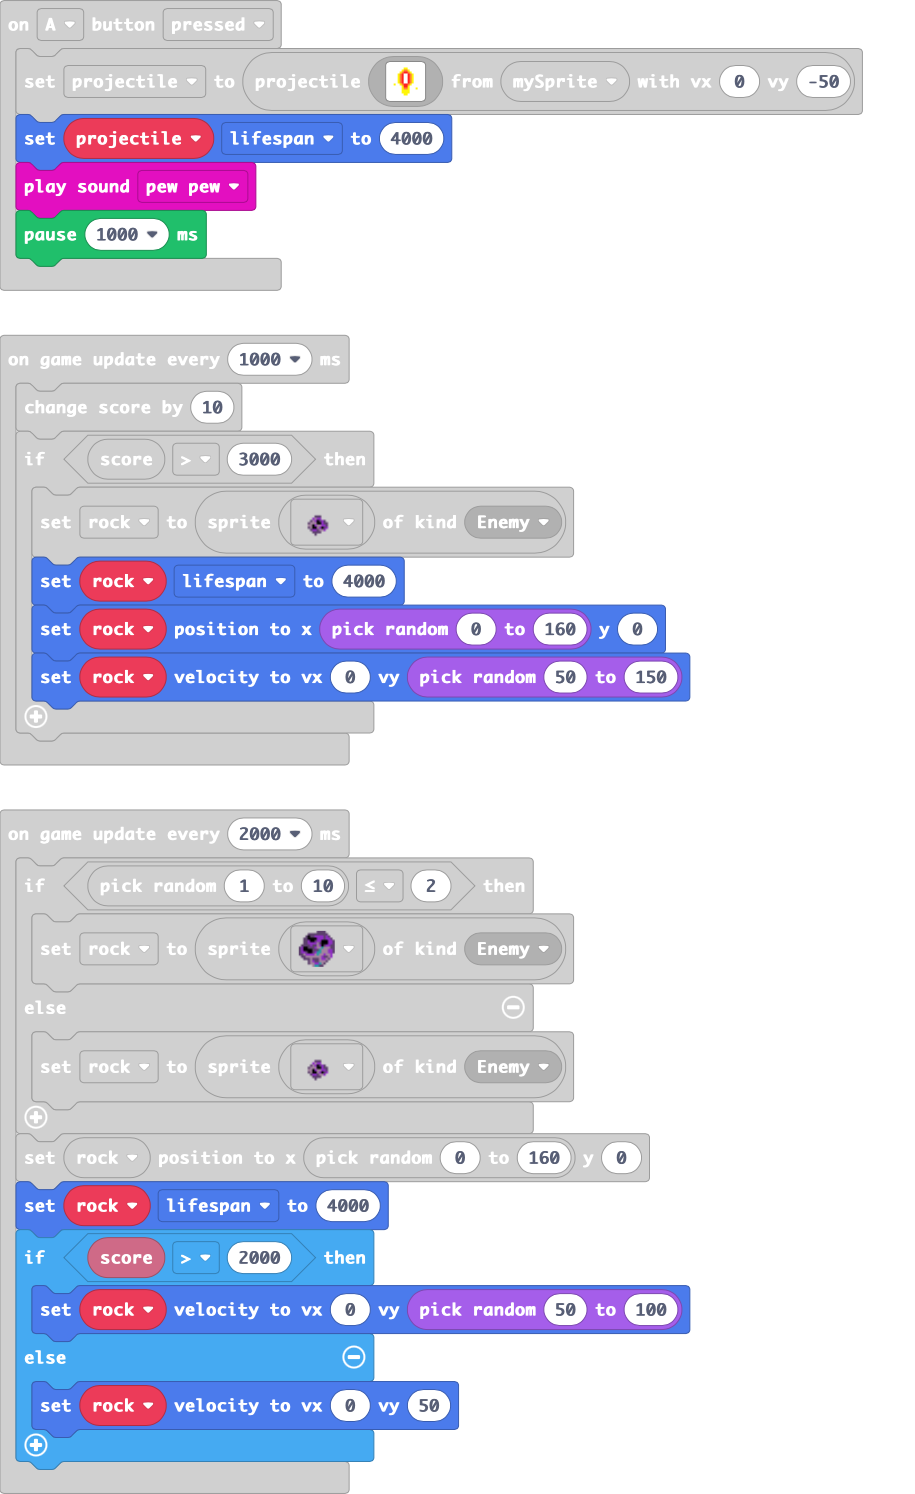 on A button pressed
set projectile to projectile from mySprite with vx 0 vy -50
set projectile lifespan to 4000
play sound pew pew
pause 1000 ms
on game update every 1000 ms
change score by 10
if score > 3000 then
set rock to sprite of kind Enemy
set rock lifespan to 4000
set rock position to x pick random 0 to 160 y 0
set rock velocity to vx 0 vy pick random 50 to 150
on game update every 2000 ms
if pick random 1 to 10 ≤ 2 then
set rock to sprite of kind Enemy
else
set rock to sprite of kind Enemy
set rock position to x pick random 0 to 160 y 0
set rock lifespan to 4000
if score > 2000 then
set rock velocity to vx 0 vy pick random 50 to 100
else
set rock velocity to vx 0 vy 50